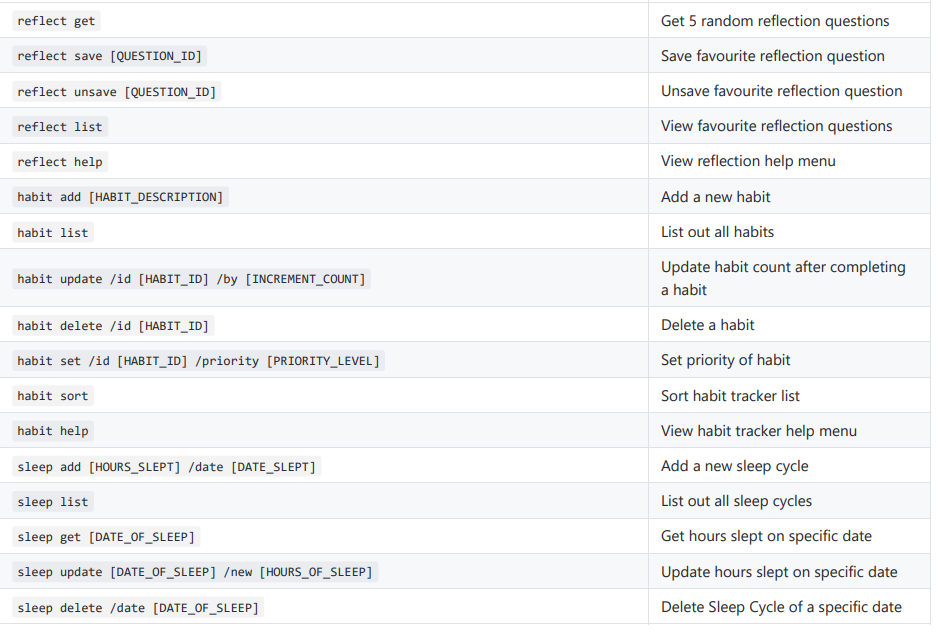 reflect get Get 5 random reflection questions
reflect save [QUESTION_ID] Save favourite reflection question
reflect unsave [QUESTION_ID] Unsave favourite reflection question
reflect list View favourite reflection questions
reflect help View reflection help menu
habit add [HABIT_DESCRIPTION] Add a new habit
habit list List out all habits
habit update /id [HABIT_ID] /by [INCREMENT_COUNT] Update habit count after completing
a habit
habit delete /id [HABIT_ID] Delete a habit
habit set /id [HABIT_ID] /priority [PRIORITY_LEVEL] Set priority of habit
habit sort Sort habit tracker list
habit help View habit tracker help menu
sleep add [HOURS_SLEPT] /date [DATE_SLEPT] Add a new sleep cycle
sleep list List out all sleep cycles
sleep get [DATE_OF_SLEEP] Get hours slept on specific date
sleep update [DATE_OF_SLEEP] /new [HOURS_OF_SLEEP] Update hours slept on specific date
sleep delete /date [DATE_OF_SLEEP] Delete Sleep Cycle of a specific date